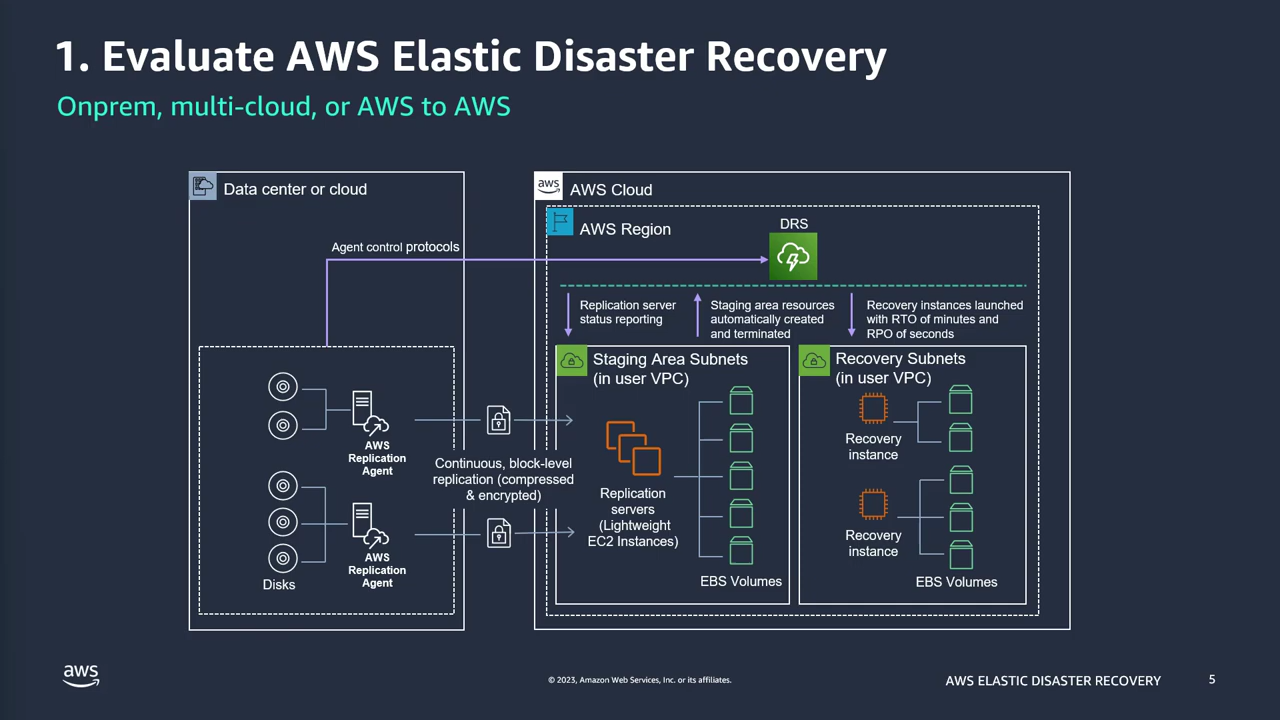 1. Evaluate AWS Elastic Disaster Recovery
Onprem, multi-cloud, or AWS to AWS
Data center or cloud
aws
AWS Cloud
AWS Region
DRS
Agent control protocols
Replication server
status reporting
Staging area resources
automatically created
and terminated
Recovery instances launched
with RTO of minutes and
RPO of seconds
AWS
Replication
Agent
AWS
Replication
Agent
Disks
Continuous, block-level
replication (compressed
& encrypted)
Staging Area Subnets
(in user VPC)
Replication
servers
(Lightweight
EC2 Instances)
EBS Volumes
Recovery Subnets
(in user VPC)
Recovery
instance
Recovery
instance
EBS Volumes
aws
© 2023, Amazon Web Services, Inc. or its affiliates.
AWS ELASTIC DISASTER RECOVERY
5